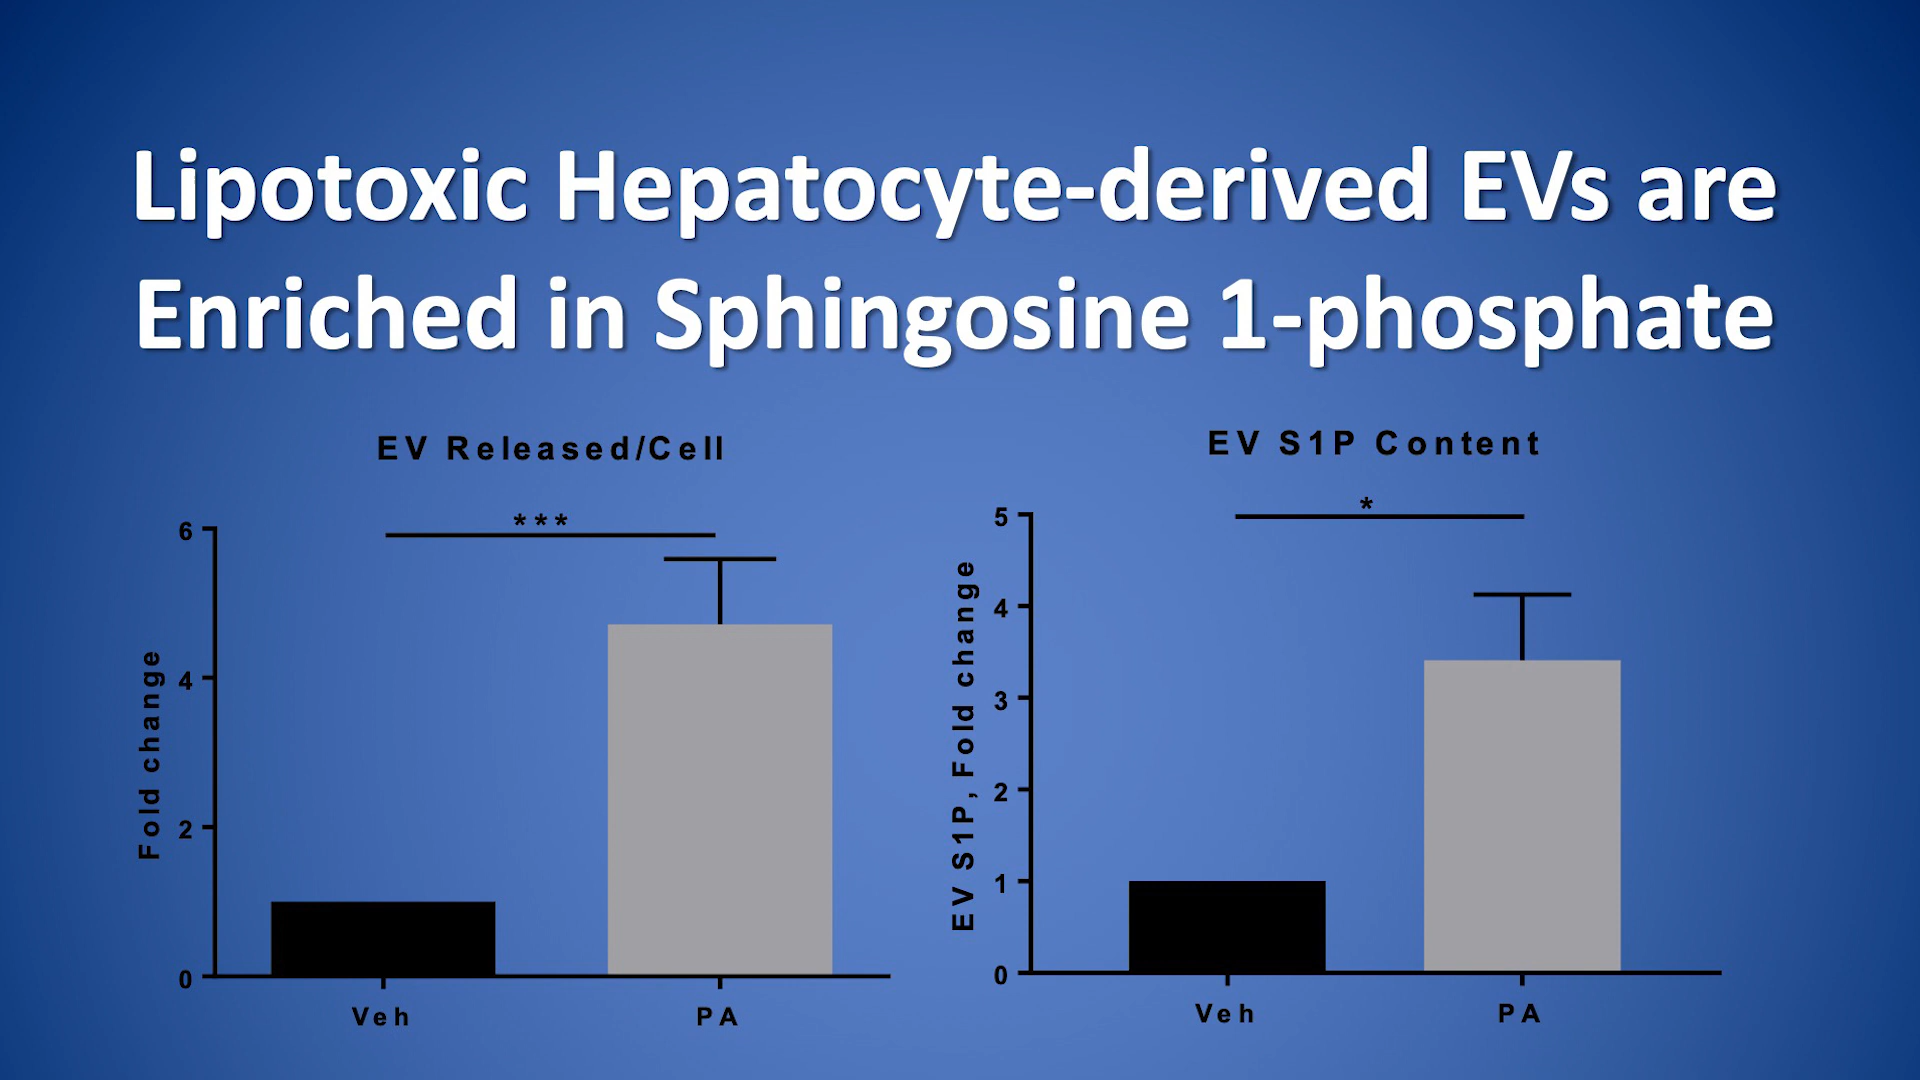 Lipotoxic Hepatocyte-derived EVs are
Enriched in Sphingosine 1-phosphate
EV Released/Cell
***
6
4
2
0
Fold change
Veh PA
EV S1P Content
*
5
4
3
2
1
0
EV S1P, Fold change
Veh PA